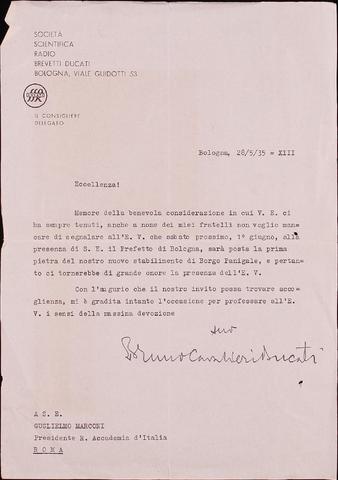 SOCIETÀ
SCIENTIFICA
RADIO
BREVETTI DUCATI
BOLOGNA, VIALE GUIDOTTI 53
IL CONSIGLIERE
DELEGATO
Bologna, 28/5/35 = XIII
Eccellenza!
Memore della benevola considerazione in cui V. E. ci
ha sempre tenuti, anche a nome dei miei fratelli non voglio man=
care di segnalare all'E. V. che sabato prossimo, 1° giugno, alla
presenza di S. E. il Prefetto di Bologna, sarà posta la prima
pietra del nostro nuovo stabilimento di Borgo Panigale, e pertan=
to ci tornerebbe di grande onore la presenza dell'E. V.
Con l'augurio che il nostro invito possa trovare acco=
glienza, mi è gradita intanto l'occasione per professare all'E.
V. i sensi della massima devozione
suo
Bruno Cavalieri Ducati
A S. E.
GUGLIELMO MARCONI
Presidente R. Accademia d'Italia
ROMA